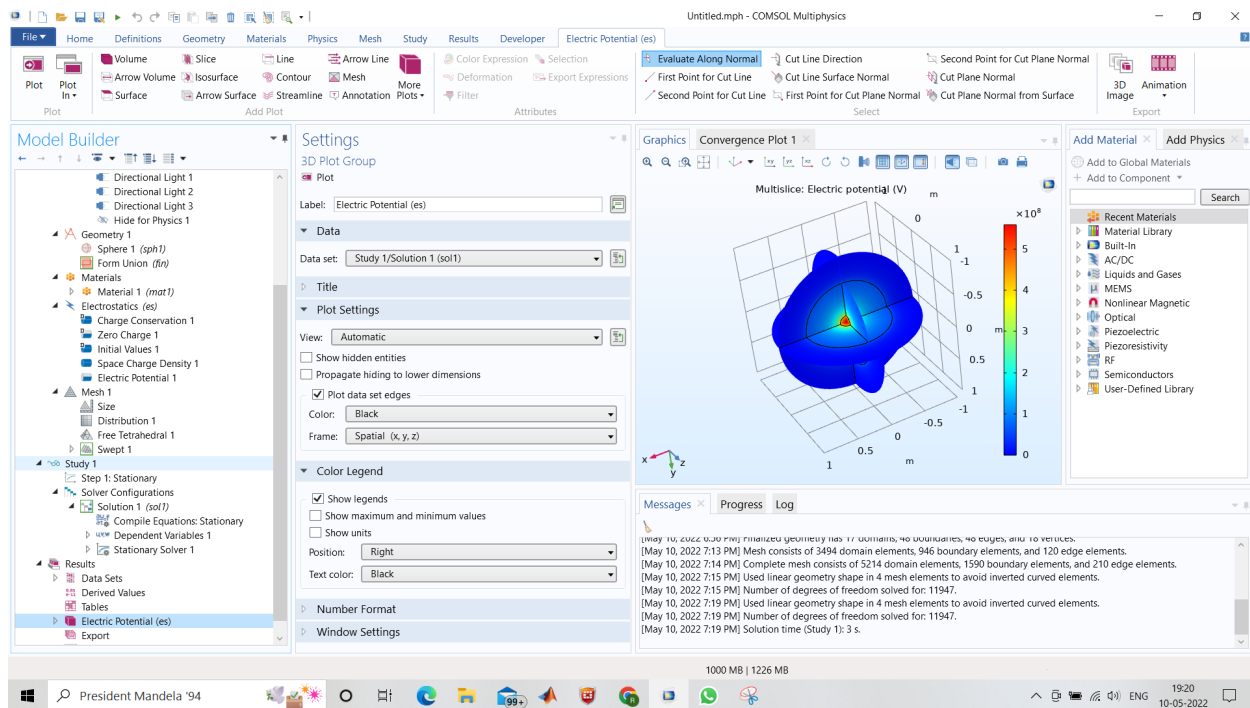 Untitled.mph - COMSOL Multiphysics
File Home Definitions Geometry Materials Physics Mesh Study Results Developer Electric Potential (es)
Plot
Plot In
Volume
Arrow Volume
Surface
Slice
Isosurface
Arrow Surface
Line
Contour
Streamline
Arrow Line
Mesh
Annotation
More Plots
Color Expression
Deformation
Filter
Selection
Export Expressions
Evaluate Along Normal
First Point for Cut Line
Second Point for Cut Line
Cut Line Direction
Cut Line Surface Normal
First Point for Cut Plane Normal
Second Point for Cut Plane Normal
Cut Plane Normal
Cut Plane Normal from Surface
3D Image
Animation
Plot Add Plot Attributes Select Export
Model Builder
Directional Light 1
Directional Light 2
Directional Light 3
Hide for Physics 1
Geometry 1
Sphere 1 (sph1)
Form Union (fin)
Materials
Material 1 (mat1)
Electrostatics (es)
Charge Conservation 1
Zero Charge 1
Initial Values 1
Space Charge Density 1
Electric Potential 1
Mesh 1
Size
Distribution 1
Free Tetrahedral 1
Swept 1
Study 1
Step 1: Stationary
Solver Configurations
Solution 1 (sol1)
Compile Equations: Stationary
Dependent Variables 1
Stationary Solver 1
Results
Data Sets
Derived Values
Tables
Electric Potential (es)
Export
Settings
3D Plot Group
Plot
Label: Electric Potential (es)
Data
Data set: Study 1/Solution 1 (sol1)
Title
Plot Settings
View: Automatic
Show hidden entities
Propagate hiding to lower dimensions
Plot data set edges
Color: Black
Frame: Spatial (x, y, z)
Color Legend
Show legends
Show maximum and minimum values
Show units
Position: Right
Text color: Black
Number Format
Window Settings
Graphics Convergence Plot 1
xy yz xz
Multislice: Electric potential (V)
m
0
1
-1
-0.5
0 m
0.5
1
-1
-0.5
0
0.5 m
1
×10⁸
5
4
3
2
1
0
x z
y
Messages Progress Log
[May 10, 2022 6:56 PM] Finalized geometry has 17 domains, 48 boundaries, 48 edges, and 18 vertices.
[May 10, 2022 7:13 PM] Mesh consists of 3494 domain elements, 946 boundary elements, and 120 edge elements.
[May 10, 2022 7:14 PM] Complete mesh consists of 5214 domain elements, 1590 boundary elements, and 210 edge elements.
[May 10, 2022 7:15 PM] Used linear geometry shape in 4 mesh elements to avoid inverted curved elements.
[May 10, 2022 7:15 PM] Number of degrees of freedom solved for: 11947.
[May 10, 2022 7:19 PM] Used linear geometry shape in 4 mesh elements to avoid inverted curved elements.
[May 10, 2022 7:19 PM] Number of degrees of freedom solved for: 11947.
[May 10, 2022 7:19 PM] Solution time (Study 1): 3 s.
Add Material Add Physics
Add to Global Materials
Add to Component
Search
Recent Materials
Material Library
Built-In
AC/DC
Liquids and Gases
MEMS
Nonlinear Magnetic
Optical
Piezoelectric
Piezoresistivity
RF
Semiconductors
User-Defined Library
1000 MB | 1226 MB
President Mandela '94
99+
ENG
19:20
10-05-2022